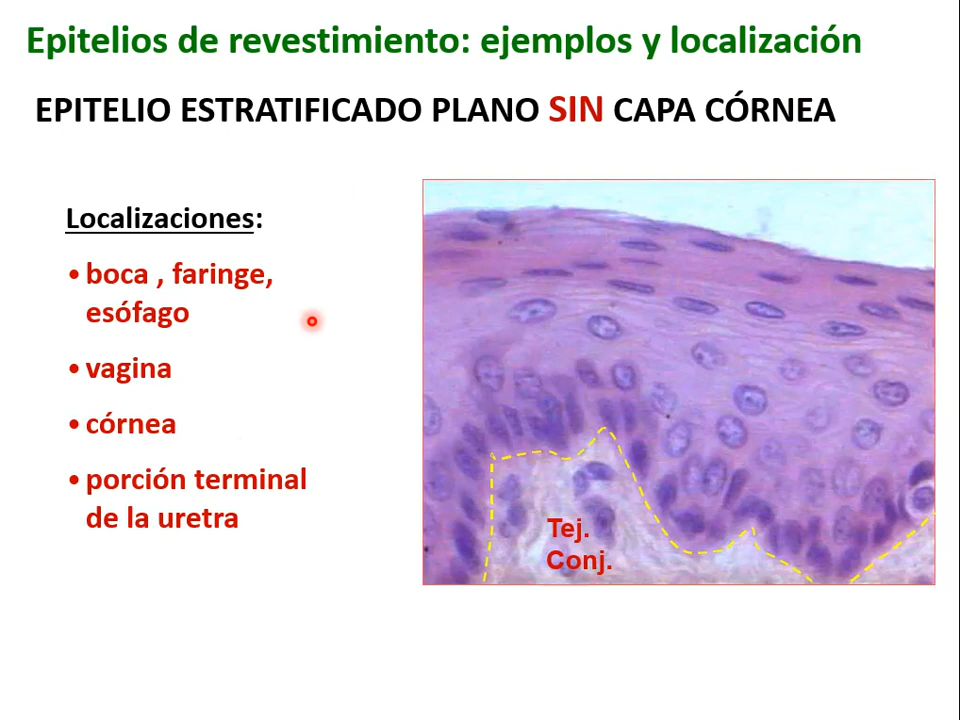 Epitelios de revestimiento: ejemplos y localización
EPITELIO ESTRATIFICADO PLANO SIN CAPA CÓRNEA
Localizaciones:
• boca , faringe,
esófago
• vagina
• córnea
• porción terminal
de la uretra
Tej.
Conj.